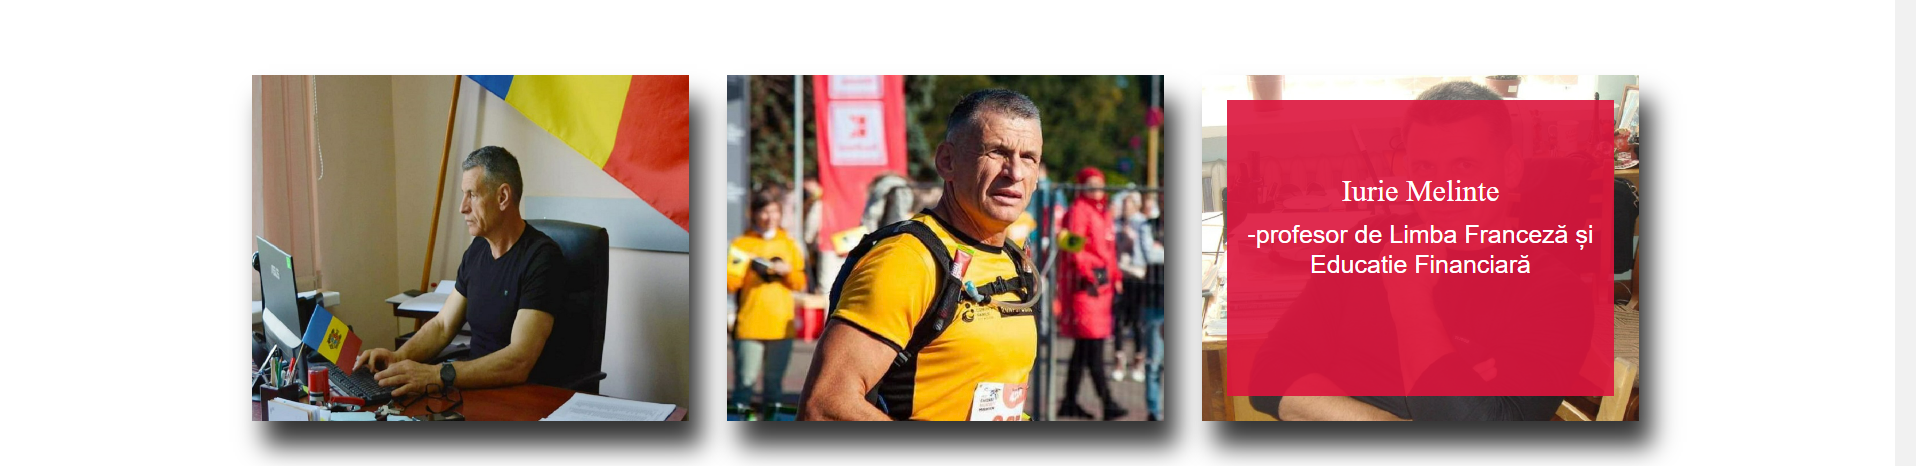 Iurie Melinte
-profesor de Limba Franceză și
Educatie Financiară